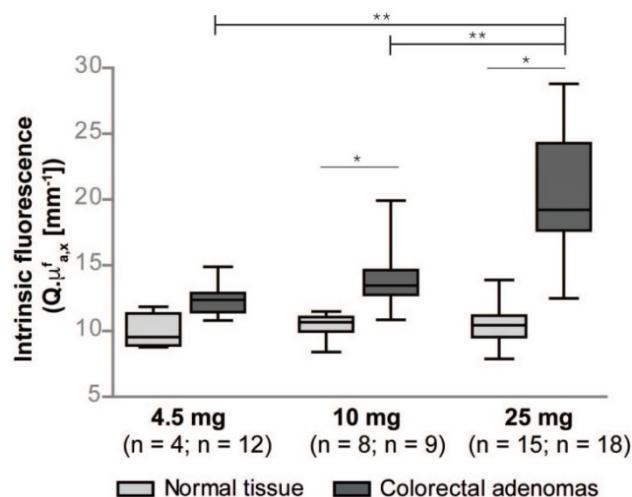 **
**
*
*
30
25
20
15
10
5
Intrinsic fluorescence
(Q.μᶠa,x [mm⁻¹])
4.5 mg 10 mg 25 mg
(n = 4; n = 12) (n = 8; n = 9) (n = 15; n = 18)
Normal tissue Colorectal adenomas